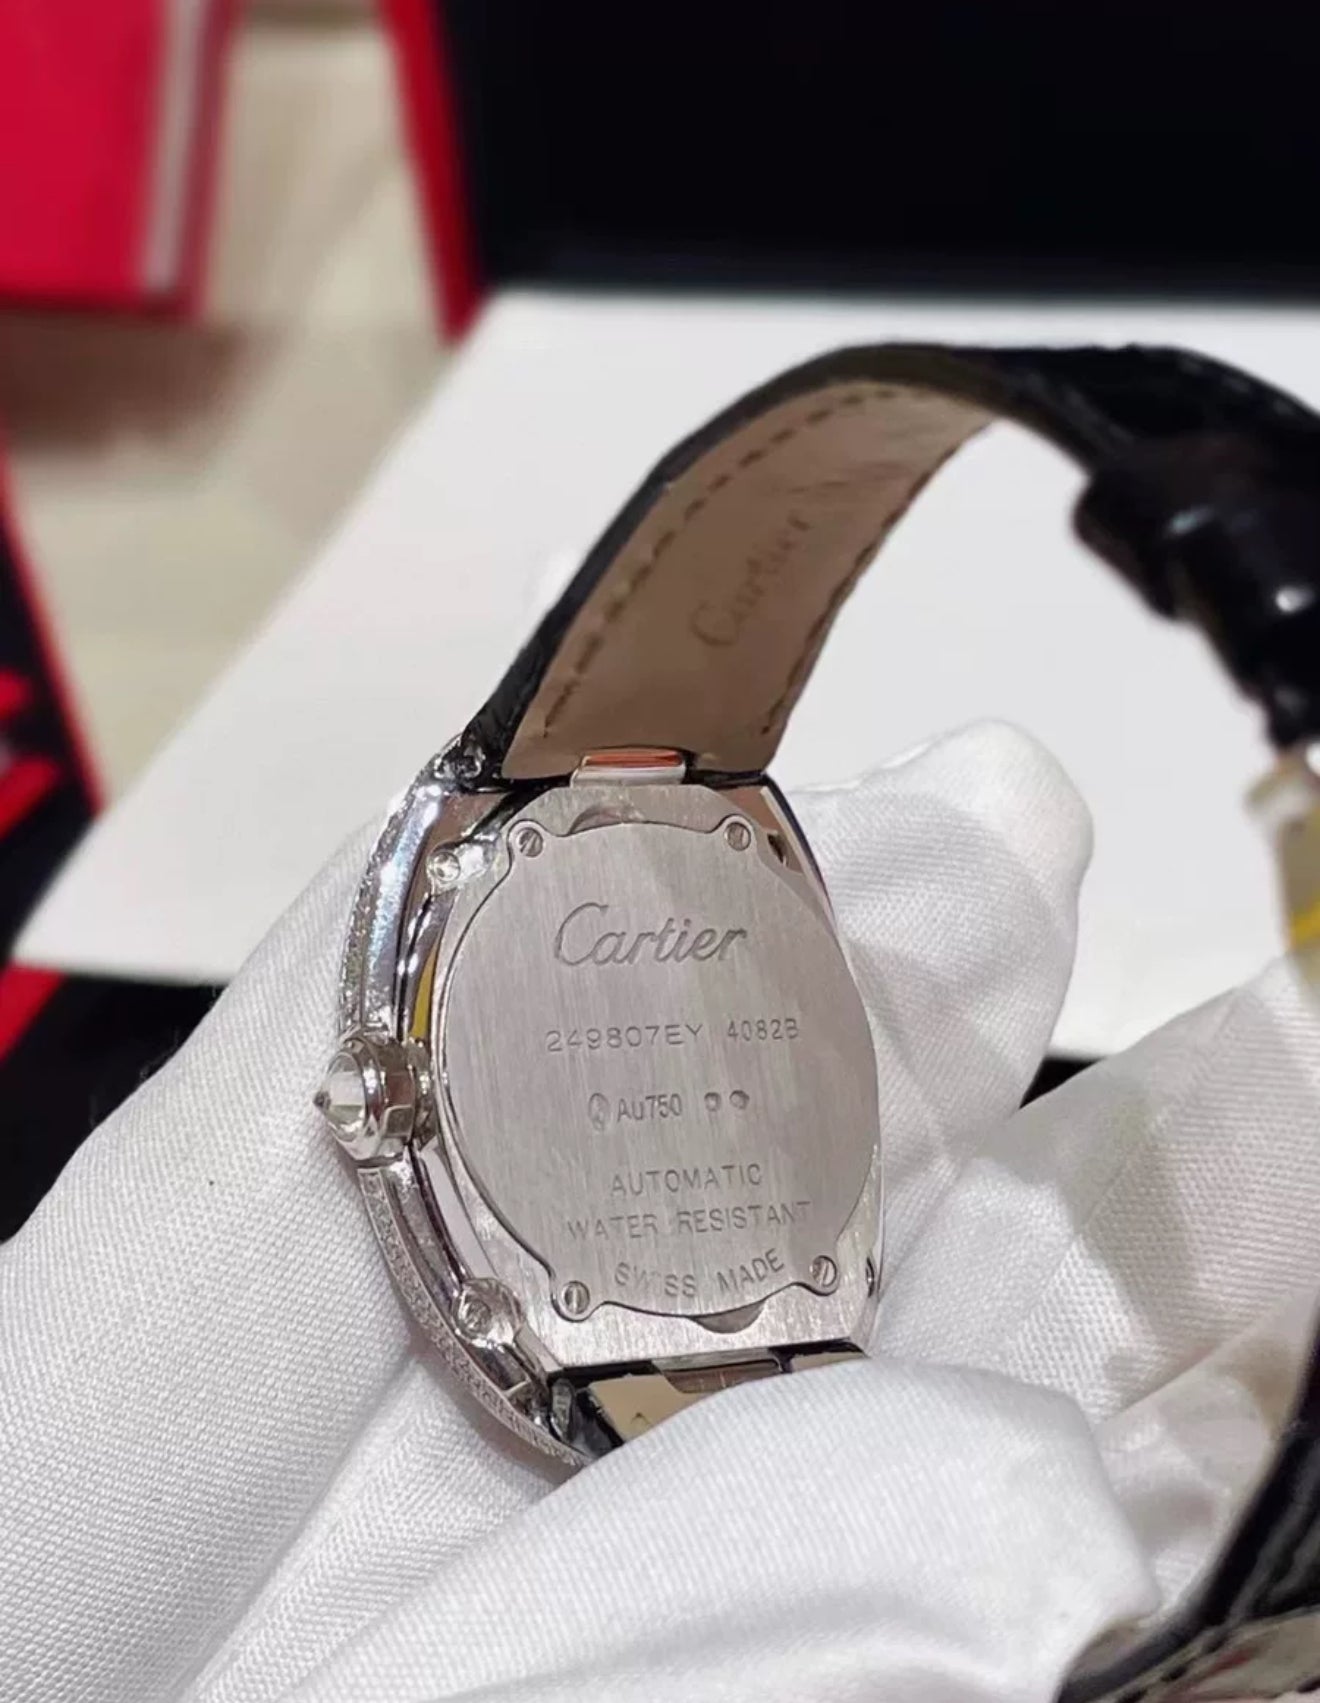 Cartier
Cartier
249807EY 4082B
Au750
AUTOMATIC
WATER RESISTANT
SWISS MADE